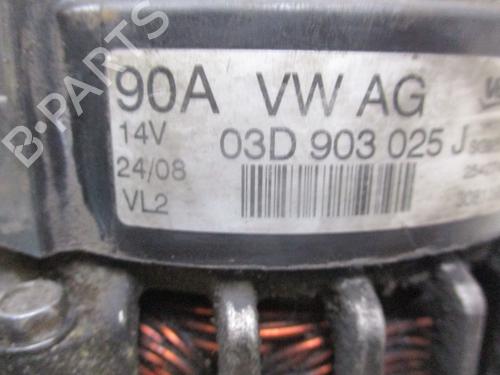 B-PARTS
90A VW AG
14V 03D 903 025 J
24/08
VL2